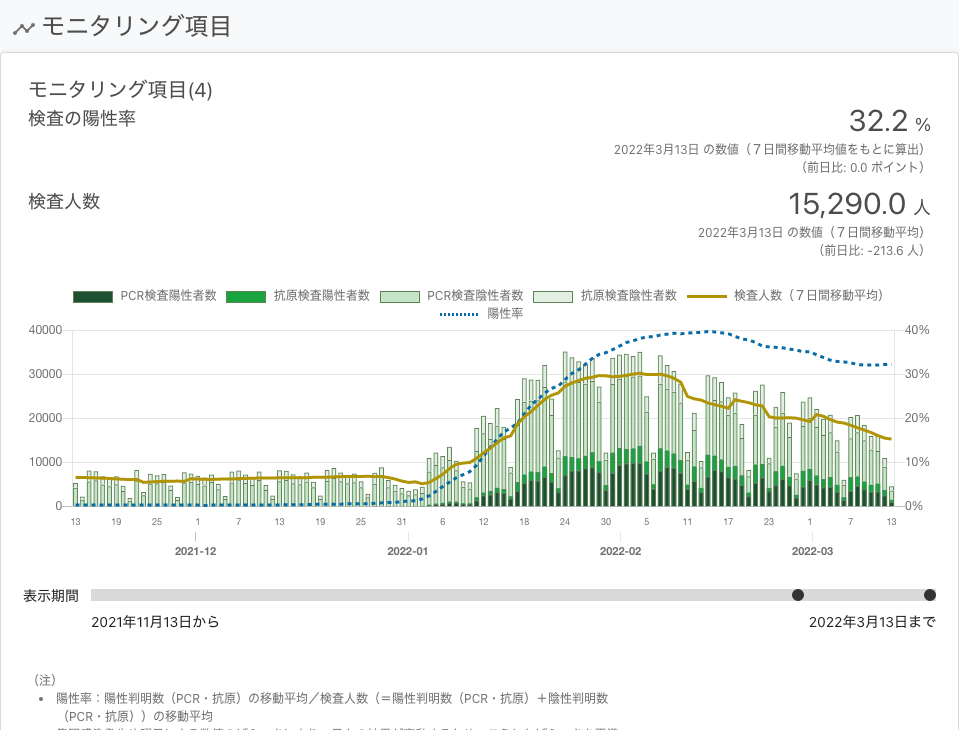 モニタリング項目
モニタリング項目(4)
検査の陽性率
32.2 %
2022年3月13日 の数値（７日間移動平均値をもとに算出）
（前日比: 0.0 ポイント）
検査人数
15,290.0 人
2022年3月13日 の数値（７日間移動平均）
（前日比: -213.6 人）
PCR検査陽性者数 抗原検査陽性者数 PCR検査陰性者数 抗原検査陰性者数 検査人数（７日間移動平均）
陽性率
40000 40%
30000 30%
20000 20%
10000 10%
0 0%
13 19 25 1 7 13 19 25 31 6 12 18 24 30 5 11 17 23 1 7 13
2021-12 2022-01 2022-02 2022-03
表示期間
2021年11月13日から 2022年3月13日まで
（注）
• 陽性率：陽性判明数（PCR・抗原）の移動平均／検査人数（＝陽性判明数（PCR・抗原）＋陰性判明数
（PCR・抗原））の移動平均